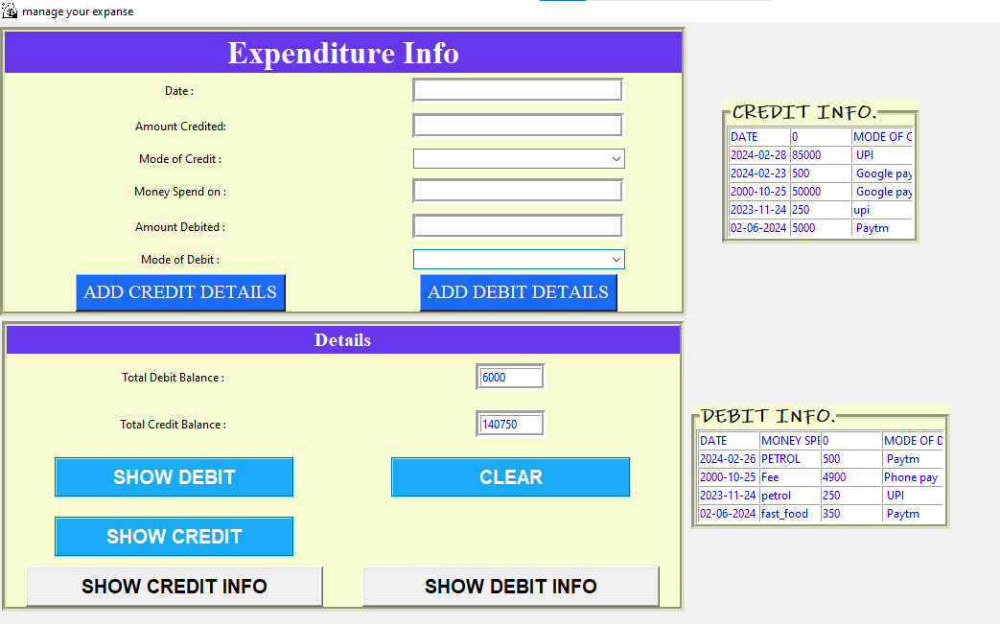 manage your expanse
Expenditure Info
Date :
Amount Credited:
Mode of Credit :
Money Spend on :
Amount Debited :
Mode of Debit :
ADD CREDIT DETAILS ADD DEBIT DETAILS
Details
Total Debit Balance : 6000
Total Credit Balance : 140750
SHOW DEBIT CLEAR
SHOW CREDIT
SHOW CREDIT INFO SHOW DEBIT INFO
CREDIT INFO.
DATE 0 MODE OF C
2024-02-28 85000 UPI
2024-02-23 500 Google pay
2000-10-25 50000 Google pay
2023-11-24 250 upi
02-06-2024 5000 Paytm
DEBIT INFO.
DATE MONEY SPE 0 MODE OF D
2024-02-26 PETROL 500 Paytm
2000-10-25 Fee 4900 Phone pay
2023-11-24 petrol 250 UPI
02-06-2024 fast_food 350 Paytm